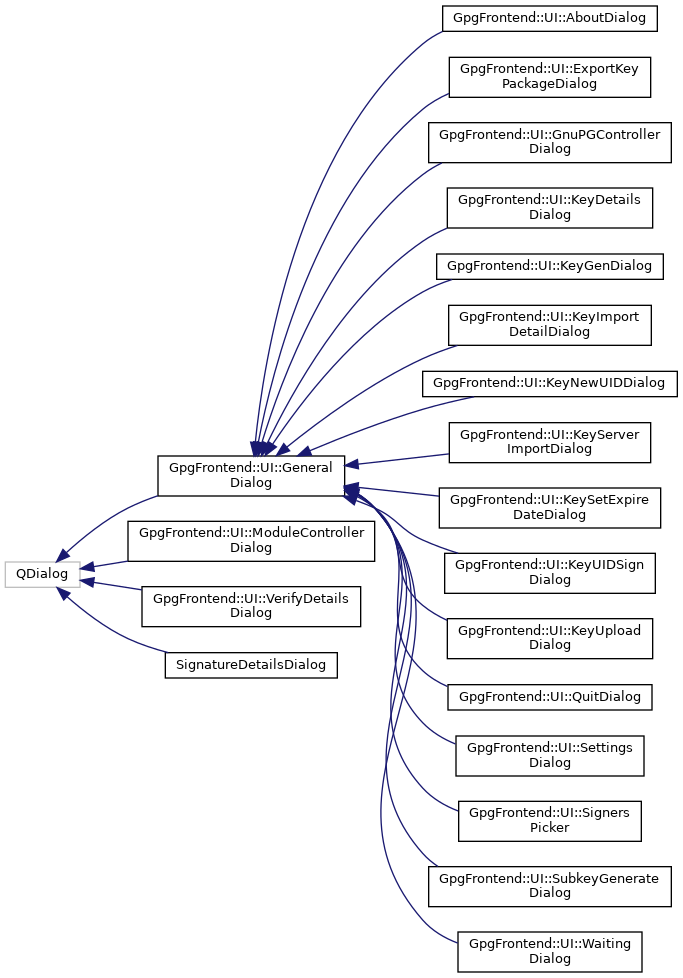 GpgFrontend::UI::AboutDialog
GpgFrontend::UI::ExportKey
PackageDialog
GpgFrontend::UI::GnuPGController
Dialog
GpgFrontend::UI::KeyDetails
Dialog
GpgFrontend::UI::KeyGenDialog
GpgFrontend::UI::KeyImport
DetailDialog
GpgFrontend::UI::KeyNewUIDDialog
GpgFrontend::UI::KeyServer
ImportDialog
GpgFrontend::UI::General
Dialog
GpgFrontend::UI::KeySetExpire
DateDialog
GpgFrontend::UI::ModuleController
Dialog
GpgFrontend::UI::KeyUIDSign
Dialog
QDialog
GpgFrontend::UI::VerifyDetails
Dialog
GpgFrontend::UI::KeyUpload
Dialog
SignatureDetailsDialog
GpgFrontend::UI::QuitDialog
GpgFrontend::UI::Settings
Dialog
GpgFrontend::UI::Signers
Picker
GpgFrontend::UI::SubkeyGenerate
Dialog
GpgFrontend::UI::Waiting
Dialog